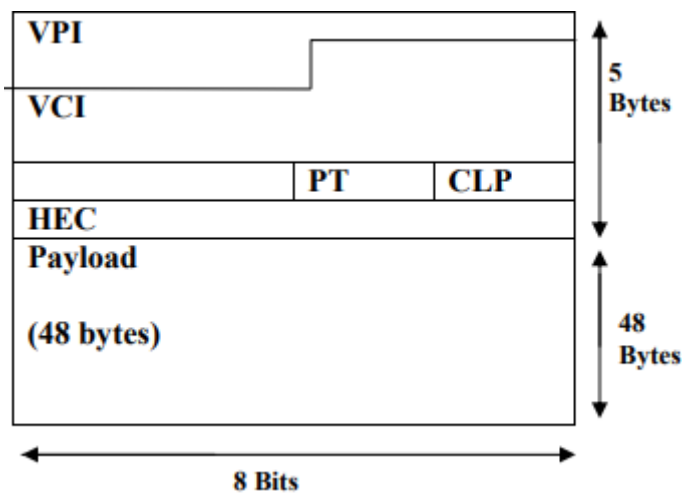 VPI
5
Bytes
VCI
PT CLP
HEC
Payload
(48 bytes)
48
Bytes
8 Bits